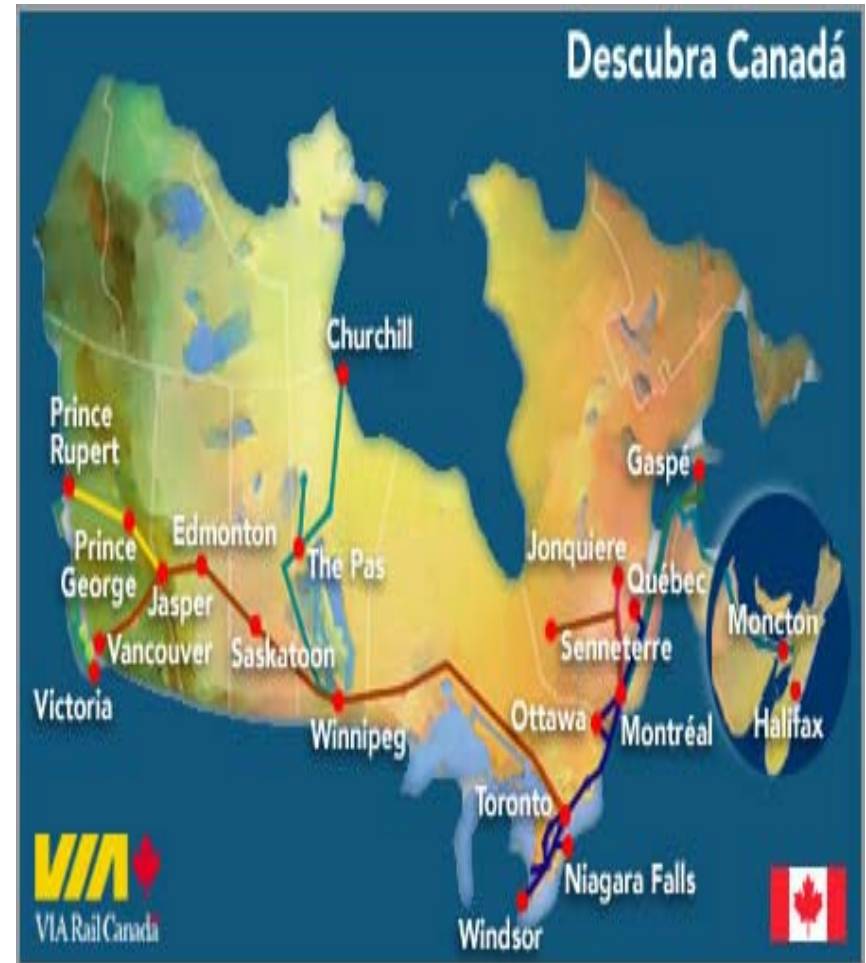 Descubra Canadá
Churchill
Prince
Rupert
Gaspé
Edmonton
Prince
George
The Pas
Jonquiere
Québec
Jasper
Moncton
Vancouver
Saskatoon
Senneterre
Victoria
Winnipeg
Ottawa
Montréal
Halifax
Toronto
Niagara Falls
Windsor
VIA
VIA Rail Canada